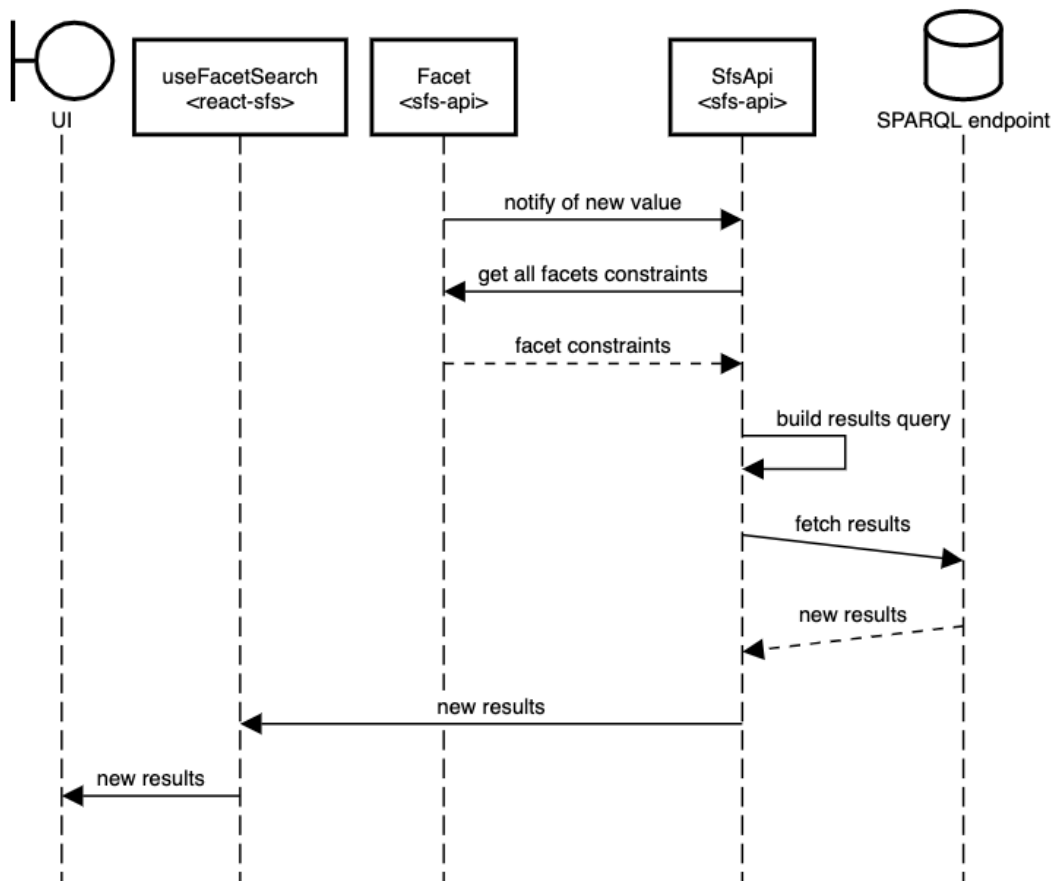 UI
useFacetSearch
<react-sfs>
Facet
<sfs-api>
SfsApi
<sfs-api>
SPARQL endpoint
notify of new value
get all facets constraints
facet constraints
build results query
fetch results
new results
new results
new results